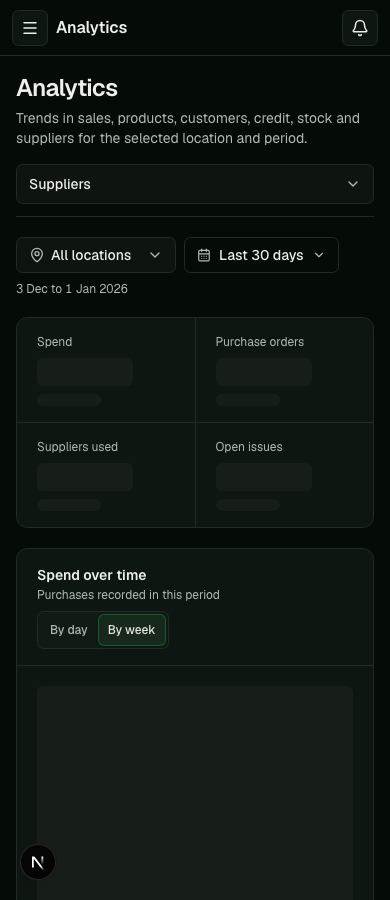 Analytics
Analytics
Trends in sales, products, customers, credit, stock and
suppliers for the selected location and period.
Suppliers
All locations
Last 30 days
3 Dec to 1 Jan 2026
Spend
Purchase orders
Suppliers used
Open issues
Spend over time
Purchases recorded in this period
By day
By week
N